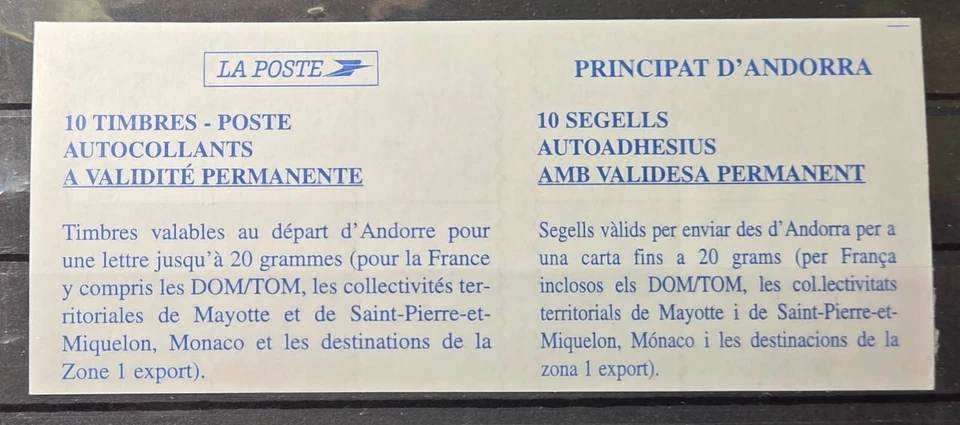 LA POSTE
10 TIMBRES - POSTE
AUTOCOLLANTS
A VALIDITÉ PERMANENTE
Timbres valables au départ d'Andorre pour
une lettre jusqu'à 20 grammes (pour la France
y compris les DOM/TOM, les collectivités ter-
ritoriales de Mayotte et de Saint-Pierre-et-
Miquelon, Monaco et les destinations de la
Zone 1 export).
PRINCIPAT D'ANDORRA
10 SEGELLS
AUTOADHESIUS
AMB VALIDESA PERMANENT
Segells vàlids per enviar des d'Andorra per a
una carta fins a 20 grams (per França
inclosos els DOM/TOM, les col.lectivitats
territorials de Mayotte i de Saint-Pierre-et-
Miquelon, Mónaco i les destinacions de la
zona 1 export).